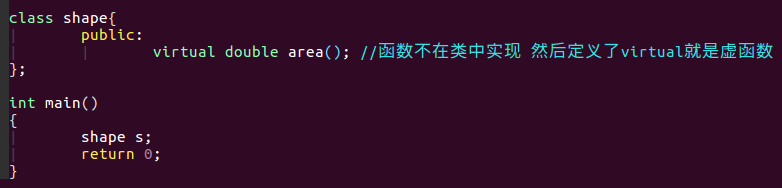 class shape{
public:
virtual double area(); //函数不在类中实现 然后定义了virtual就是虚函数
};
int main()
{
shape s;
return 0;
}